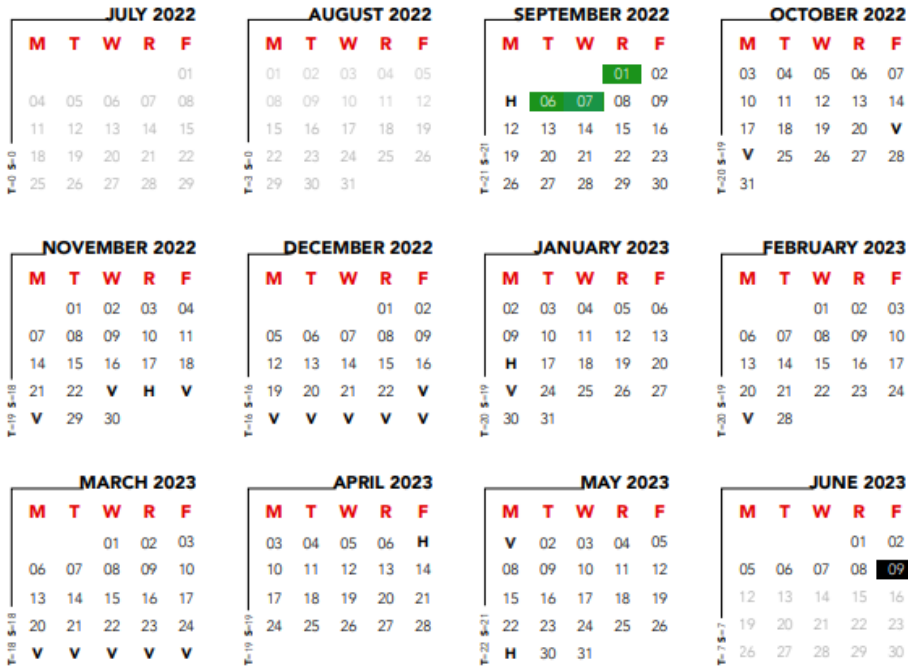 JULY 2022
M T W R F
01
04 05 06 07 08
11 12 13 14 15
18 19 20 21 22
25 26 27 28 29
T=0 S=0
AUGUST 2022
M T W R F
01 02 03 04 05
08 09 10 11 12
15 16 17 18 19
22 23 24 25 26
29 30 31
T=3 S=0
SEPTEMBER 2022
M T W R F
01 02
H 06 07 08 09
12 13 14 15 16
19 20 21 22 23
26 27 28 29 30
T=21 S=21
OCTOBER 2022
M T W R F
03 04 05 06 07
10 11 12 13 14
17 18 19 20 V
V 25 26 27 28
31
T=20 S=19
NOVEMBER 2022
M T W R F
01 02 03 04
07 08 09 10 11
14 15 16 17 18
21 22 V H V
V 29 30
T=19 S=18
DECEMBER 2022
M T W R F
01 02
05 06 07 08 09
12 13 14 15 16
19 20 21 22 V
V V V V V
T=16 S=16
JANUARY 2023
M T W R F
02 03 04 05 06
09 10 11 12 13
H 17 18 19 20
V 24 25 26 27
30 31
T=20 S=19
FEBRUARY 2023
M T W R F
01 02 03
06 07 08 09 10
13 14 15 16 17
20 21 22 23 24
V 28
T=20 S=19
MARCH 2023
M T W R F
01 02 03
06 07 08 09 10
13 14 15 16 17
20 21 22 23 24
V V V V V
T=18 S=18
APRIL 2023
M T W R F
03 04 05 06 H
10 11 12 13 14
17 18 19 20 21
24 25 26 27 28
T=19 S=19
MAY 2023
M T W R F
V 02 03 04 05
08 09 10 11 12
15 16 17 18 19
22 23 24 25 26
H 30 31
T=22 S=21
JUNE 2023
M T W R F
01 02
05 06 07 08 09
12 13 14 15 16
19 20 21 22 23
26 27 28 29 30
T=7 S=7